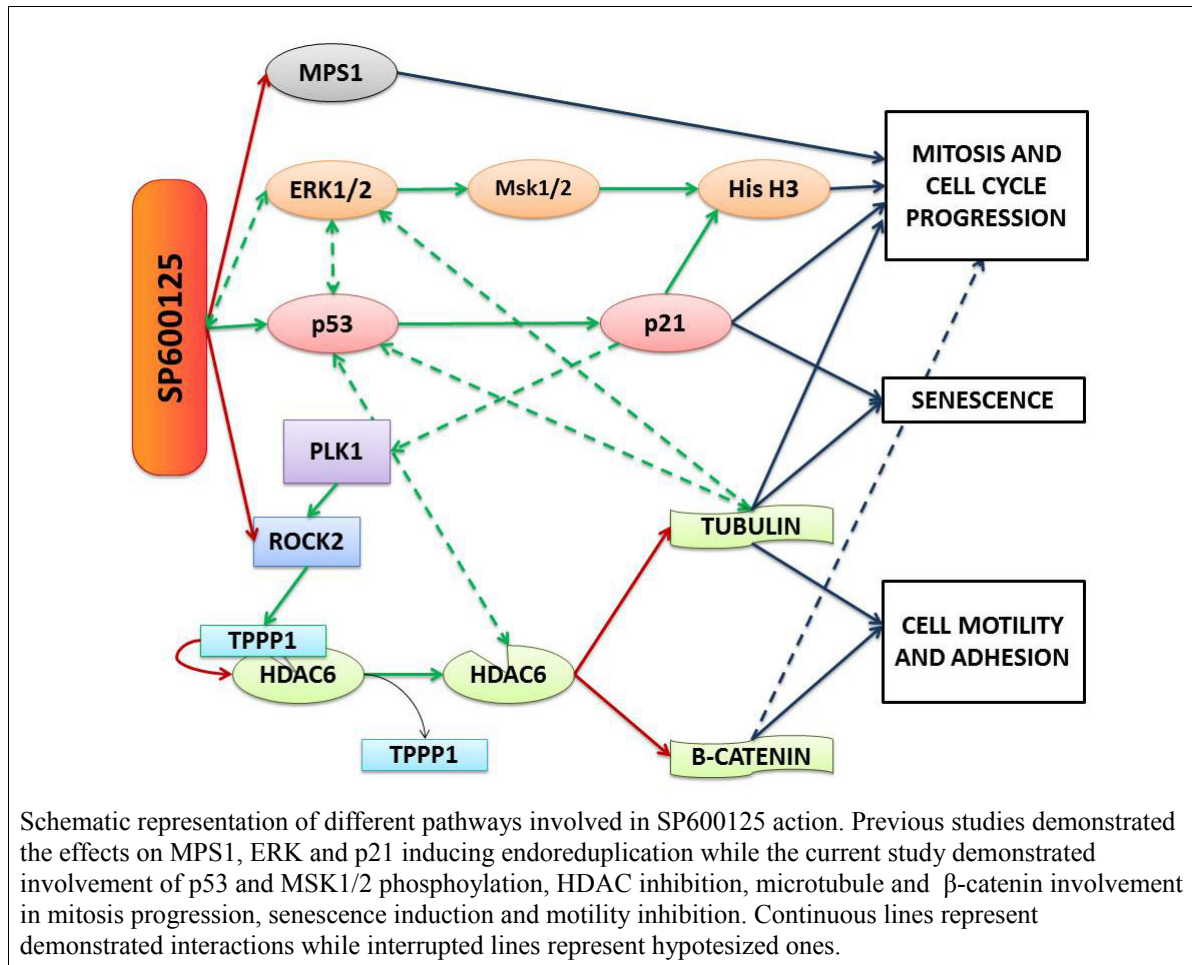 MPS1
MITOSIS AND
CELL CYCLE
PROGRESSION
ERK1/2
Msk1/2
His H3
SP600125
p53
p21
SENESCENCE
PLK1
TUBULIN
ROCK2
CELL MOTILITY
AND ADHESION
TPPP1
HDAC6
HDAC6
TPPP1
B-CATENIN
Schematic representation of different pathways involved in SP600125 action. Previous studies demonstrated
the effects on MPS1, ERK and p21 inducing endoreduplication while the current study demonstrated
involvement of p53 and MSK1/2 phosphoylation, HDAC inhibition, microtubule and β-catenin involvement
in mitosis progression, senescence induction and motility inhibition. Continuous lines represent
demonstrated interactions while interrupted lines represent hypotesized ones.